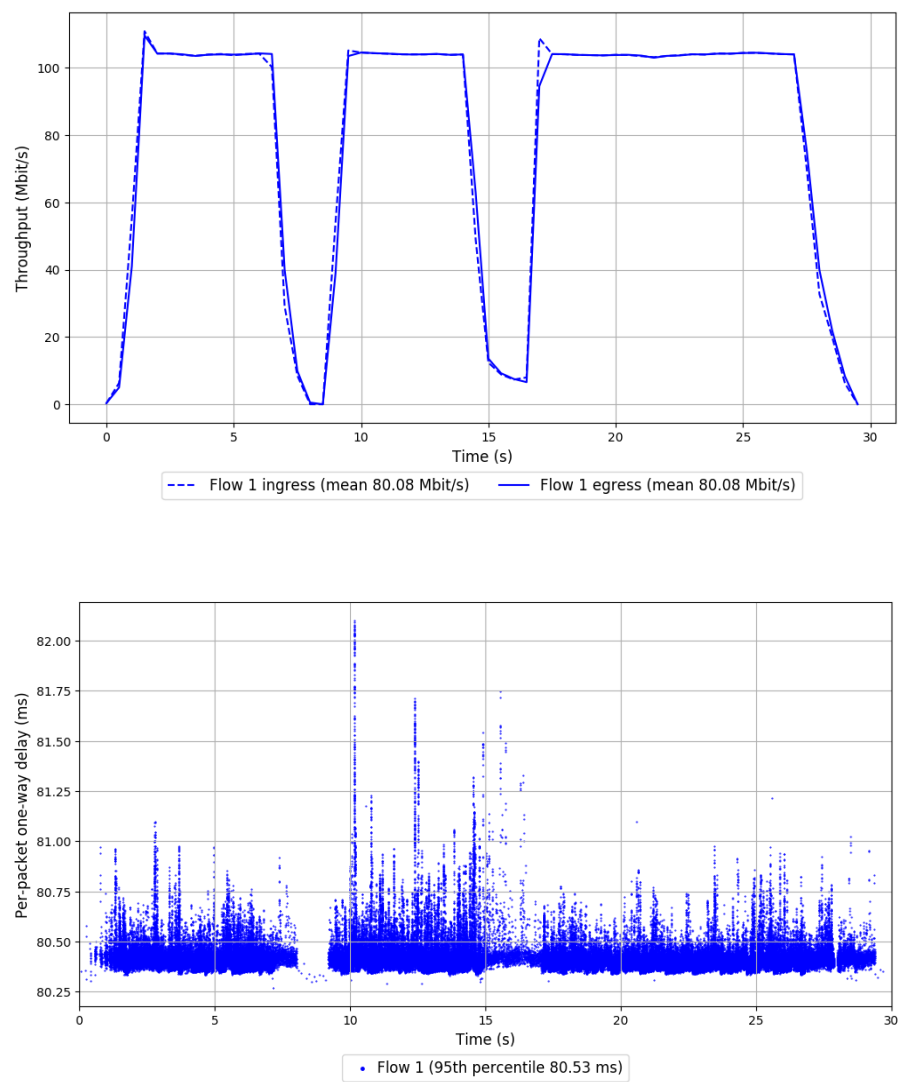 Throughput (Mbit/s)
100
80
60
40
20
0
0 5 10 15 20 25 30
Time (s)
Flow 1 ingress (mean 80.08 Mbit/s) Flow 1 egress (mean 80.08 Mbit/s)
Per-packet one-way delay (ms)
82.00
81.75
81.50
81.25
81.00
80.75
80.50
80.25
0 5 10 15 20 25 30
Time (s)
Flow 1 (95th percentile 80.53 ms)